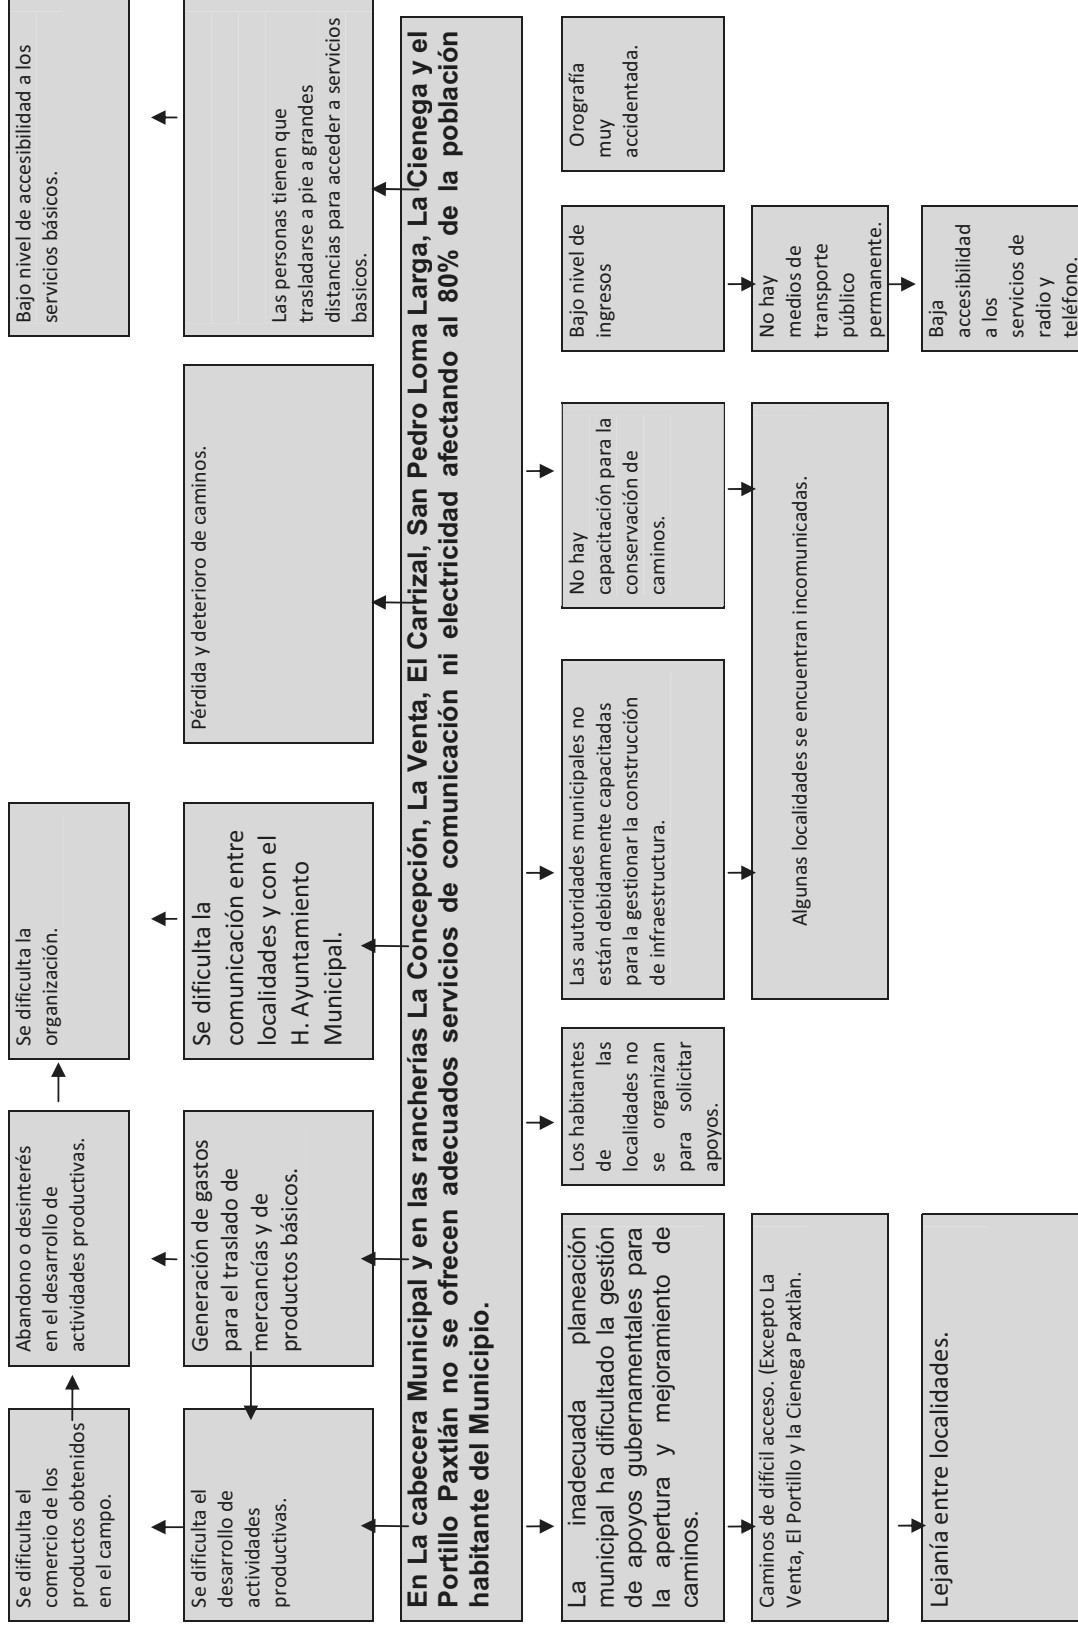 Se dificulta el
comercio de los
productos obtenidos
en el campo.
Abandono o desinterés
en el desarrollo de
actividades productivas.
Se dificulta la
organización.
Bajo nivel de accesibilidad a los
servicios básicos.
Se dificulta el
desarrollo de
actividades
productivas.
Generación de gastos
para el traslado de
mercancías y de
productos básicos.
Se dificulta la
comunicación entre
localidades y con el
H. Ayuntamiento
Municipal.
Pérdida y deterioro de caminos.
Las personas tienen que
trasladarse a pie a grandes
distancias para acceder a servicios
basicos.
En La cabecera Municipal y en las rancherías La Concepción, La Venta, El Carrizal, San Pedro Loma Larga, La Cienega y el
Portillo Paxtlán no se ofrecen adecuados servicios de comunicación ni electricidad afectando al 80% de la población
habitante del Municipio.
La inadecuada planeación
municipal ha dificultado la gestión
de apoyos gubernamentales para
la apertura y mejoramiento de
caminos.
Los habitantes
de las
localidades no
se organizan
para solicitar
apoyos.
Las autoridades municipales no
están debidamente capacitadas
para la gestionar la construcción
de infraestructura.
No hay
capacitación para la
conservación de
caminos.
Bajo nivel de
ingresos
Orografía
muy
accidentada.
Caminos de difícil acceso. (Excepto La
Venta, El Portillo y la Cienega Paxtlàn.
Algunas localidades se encuentran incomunicadas.
No hay
medios de
transporte
público
permanente.
Lejanía entre localidades.
Baja
accesibilidad
a los
servicios de
radio y
teléfono.